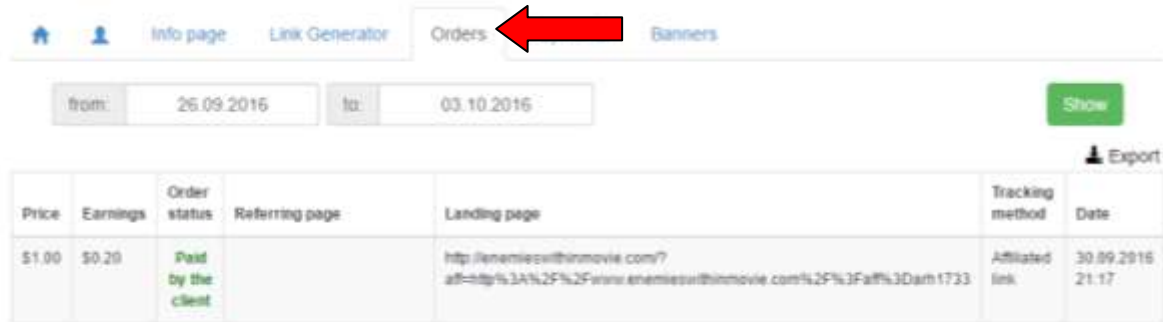 Info page Link Generator Orders Banners
from: 26.09.2016 to: 03.10.2016 Show
Export
Price Earnings Order status Referring page Landing page Tracking method Date
$1.00 $0.20 Paid by the client http://enemieswithinmovie.com/? Affiliated link 30.09.2016 21:17
aff=http%3A%2F%2Fwww.enemieswithinmovie.com%2F%3Faff%3Darh1733